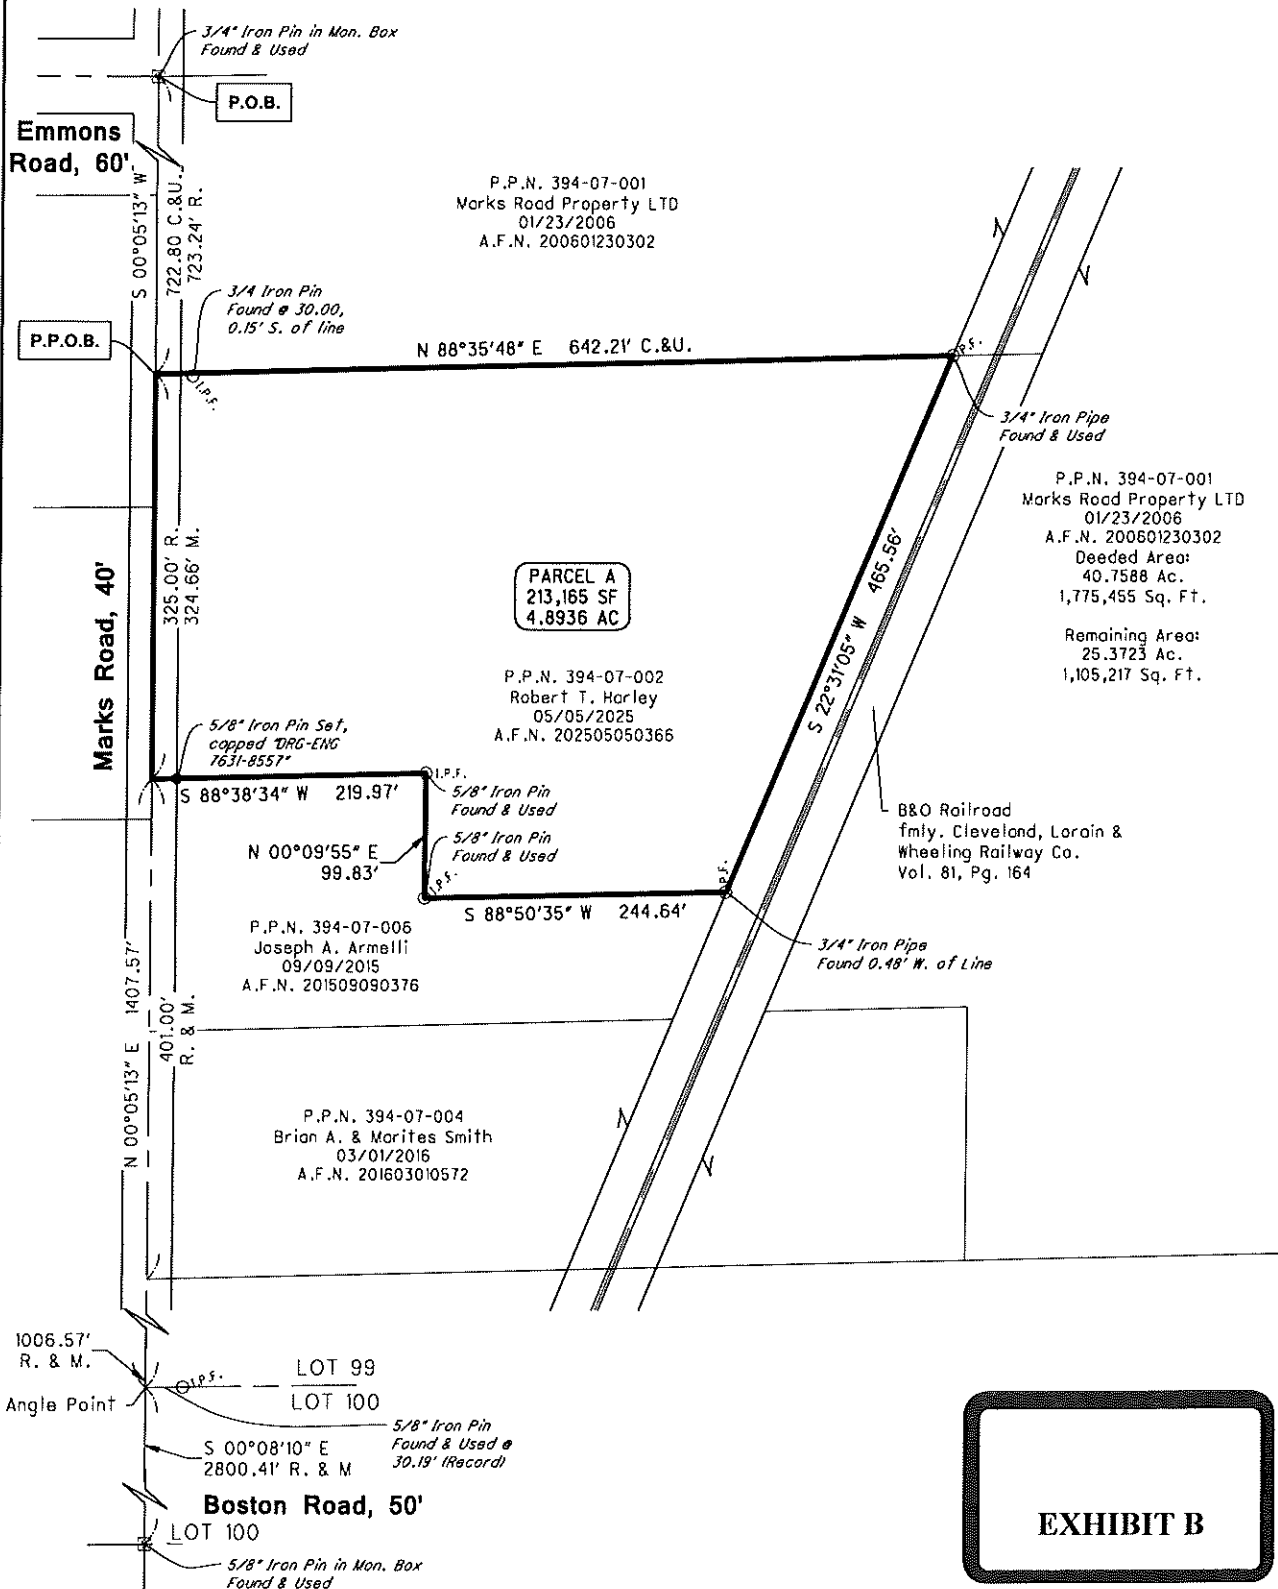 3/4" Iron Pin in Mon. Box
Found & Used
P.O.B.
Emmons
Road, 60'
S 00°05'13" W
722.80 C.&U.
723.24' R.
P.P.N. 394-07-001
Marks Road Property LTD
01/23/2006
A.F.N. 200601230302
3/4 Iron Pin
Found @ 30.00,
0.15' S. of line
P.P.O.B.
I.P.F.
N 88°35'48" E 642.21' C.&U.
I.P.F.
3/4" Iron Pipe
Found & Used
P.P.N. 394-07-001
Marks Road Property LTD
01/23/2006
A.F.N. 200601230302
Deeded Area:
40.7588 Ac.
1,775,455 Sq. Ft.
Remaining Area:
25.3723 Ac.
1,105,217 Sq. Ft.
Marks Road, 40'
325.00' R.
324.66' M.
PARCEL A
213,165 SF
4.8936 AC
P.P.N. 394-07-002
Robert T. Harley
05/05/2025
A.F.N. 202505050366
S 22°31'05" W 465.56'
5/8" Iron Pin Set,
capped "DRG-ENG
7631-8557"
S 88°38'34" W 219.97'
I.P.F.
5/8" Iron Pin
Found & Used
N 00°09'55" E
99.83'
5/8" Iron Pin
Found & Used
I.P.F.
S 88°50'35" W 244.64'
I.P.F.
3/4" Iron Pipe
Found 0.48' W. of Line
B&O Railroad
fmly. Cleveland, Lorain &
Wheeling Railway Co.
Vol. 81, Pg. 164
P.P.N. 394-07-006
Joseph A. Armelli
09/09/2015
A.F.N. 201509090376
N 00°05'13" E 1407.57'
401.00'
R. & M.
P.P.N. 394-07-004
Brian A. & Marites Smith
03/01/2016
A.F.N. 201603010572
1006.57'
R. & M.
Angle Point
I.P.F.
LOT 99
LOT 100
5/8" Iron Pin
Found & Used @
30.19' (Record)
S 00°08'10" E
2800.41' R. & M
Boston Road, 50'
LOT 100
5/8" Iron Pin in Mon. Box
Found & Used
EXHIBIT B